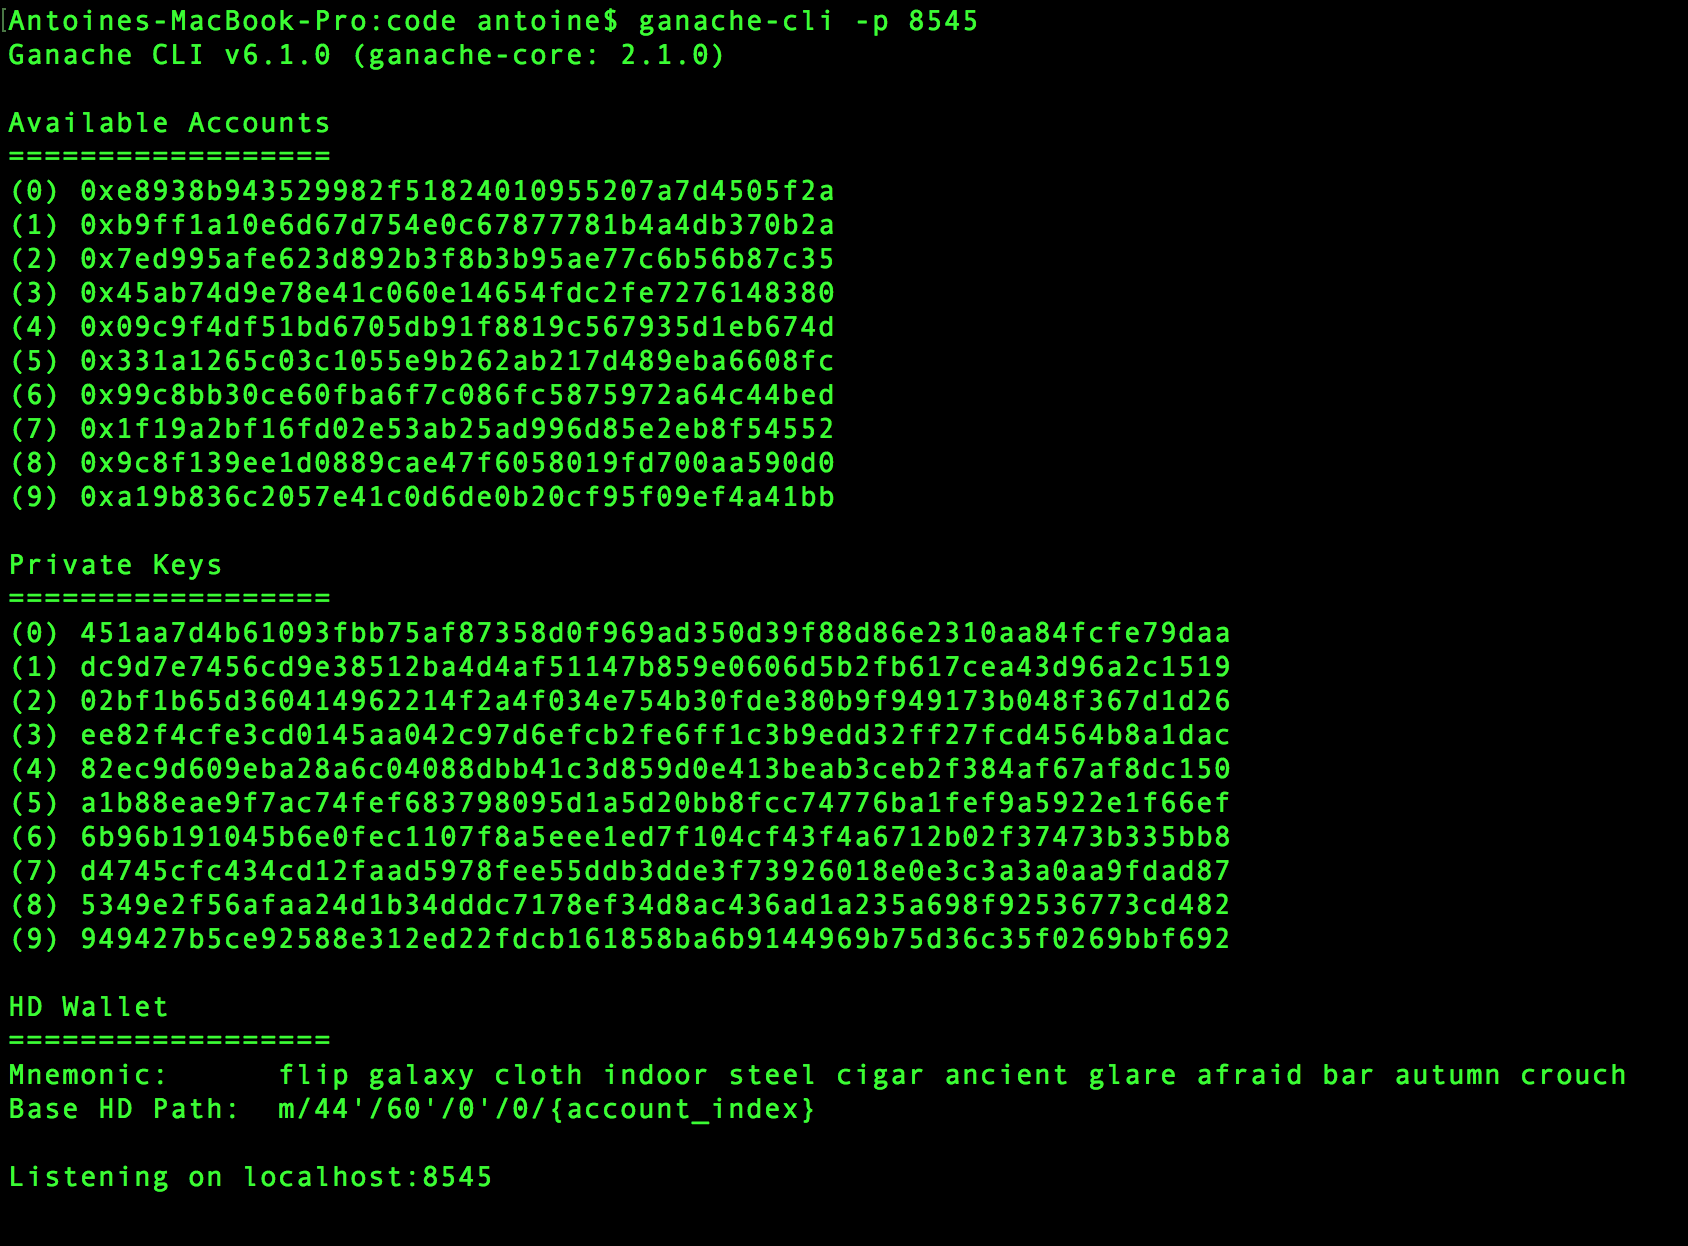 Antoines-MacBook-Pro:code antoine$ ganache-cli -p 8545
Ganache CLI v6.1.0 (ganache-core: 2.1.0)
Available Accounts
==================
(0) 0xe8938b943529982f51824010955207a7d4505f2a
(1) 0xb9ff1a10e6d67d754e0c67877781b4a4db370b2a
(2) 0x7ed995afe623d892b3f8b3b95ae77c6b56b87c35
(3) 0x45ab74d9e78e41c060e14654fdc2fe7276148380
(4) 0x09c9f4df51bd6705db91f8819c567935d1eb674d
(5) 0x331a1265c03c1055e9b262ab217d489eba6608fc
(6) 0x99c8bb30ce60fba6f7c086fc5875972a64c44bed
(7) 0x1f19a2bf16fd02e53ab25ad996d85e2eb8f54552
(8) 0x9c8f139ee1d0889cae47f6058019fd700aa590d0
(9) 0xa19b836c2057e41c0d6de0b20cf95f09ef4a41bb
Private Keys
==================
(0) 451aa7d4b61093fbb75af87358d0f969ad350d39f88d86e2310aa84fcfe79daa
(1) dc9d7e7456cd9e38512ba4d4af51147b859e0606d5b2fb617cea43d96a2c1519
(2) 02bf1b65d360414962214f2a4f034e754b30fde380b9f949173b048f367d1d26
(3) ee82f4cfe3cd0145aa042c97d6efcb2fe6ff1c3b9edd32ff27fcd4564b8a1dac
(4) 82ec9d609eba28a6c04088dbb41c3d859d0e413beab3ceb2f384af67af8dc150
(5) a1b88eae9f7ac74fef683798095d1a5d20bb8fcc74776ba1fef9a5922e1f66ef
(6) 6b96b191045b6e0fec1107f8a5eee1ed7f104cf43f4a6712b02f37473b335bb8
(7) d4745cfc434cd12faad5978fee55ddb3dde3f73926018e0e3c3a3a0aa9fdad87
(8) 5349e2f56afaa24d1b34dddc7178ef34d8ac436ad1a235a698f92536773cd482
(9) 949427b5ce92588e312ed22fdcb161858ba6b9144969b75d36c35f0269bbf692
HD Wallet
==================
Mnemonic:      flip galaxy cloth indoor steel cigar ancient glare afraid bar autumn crouch
Base HD Path:  m/44'/60'/0'/0/{account_index}
Listening on localhost:8545